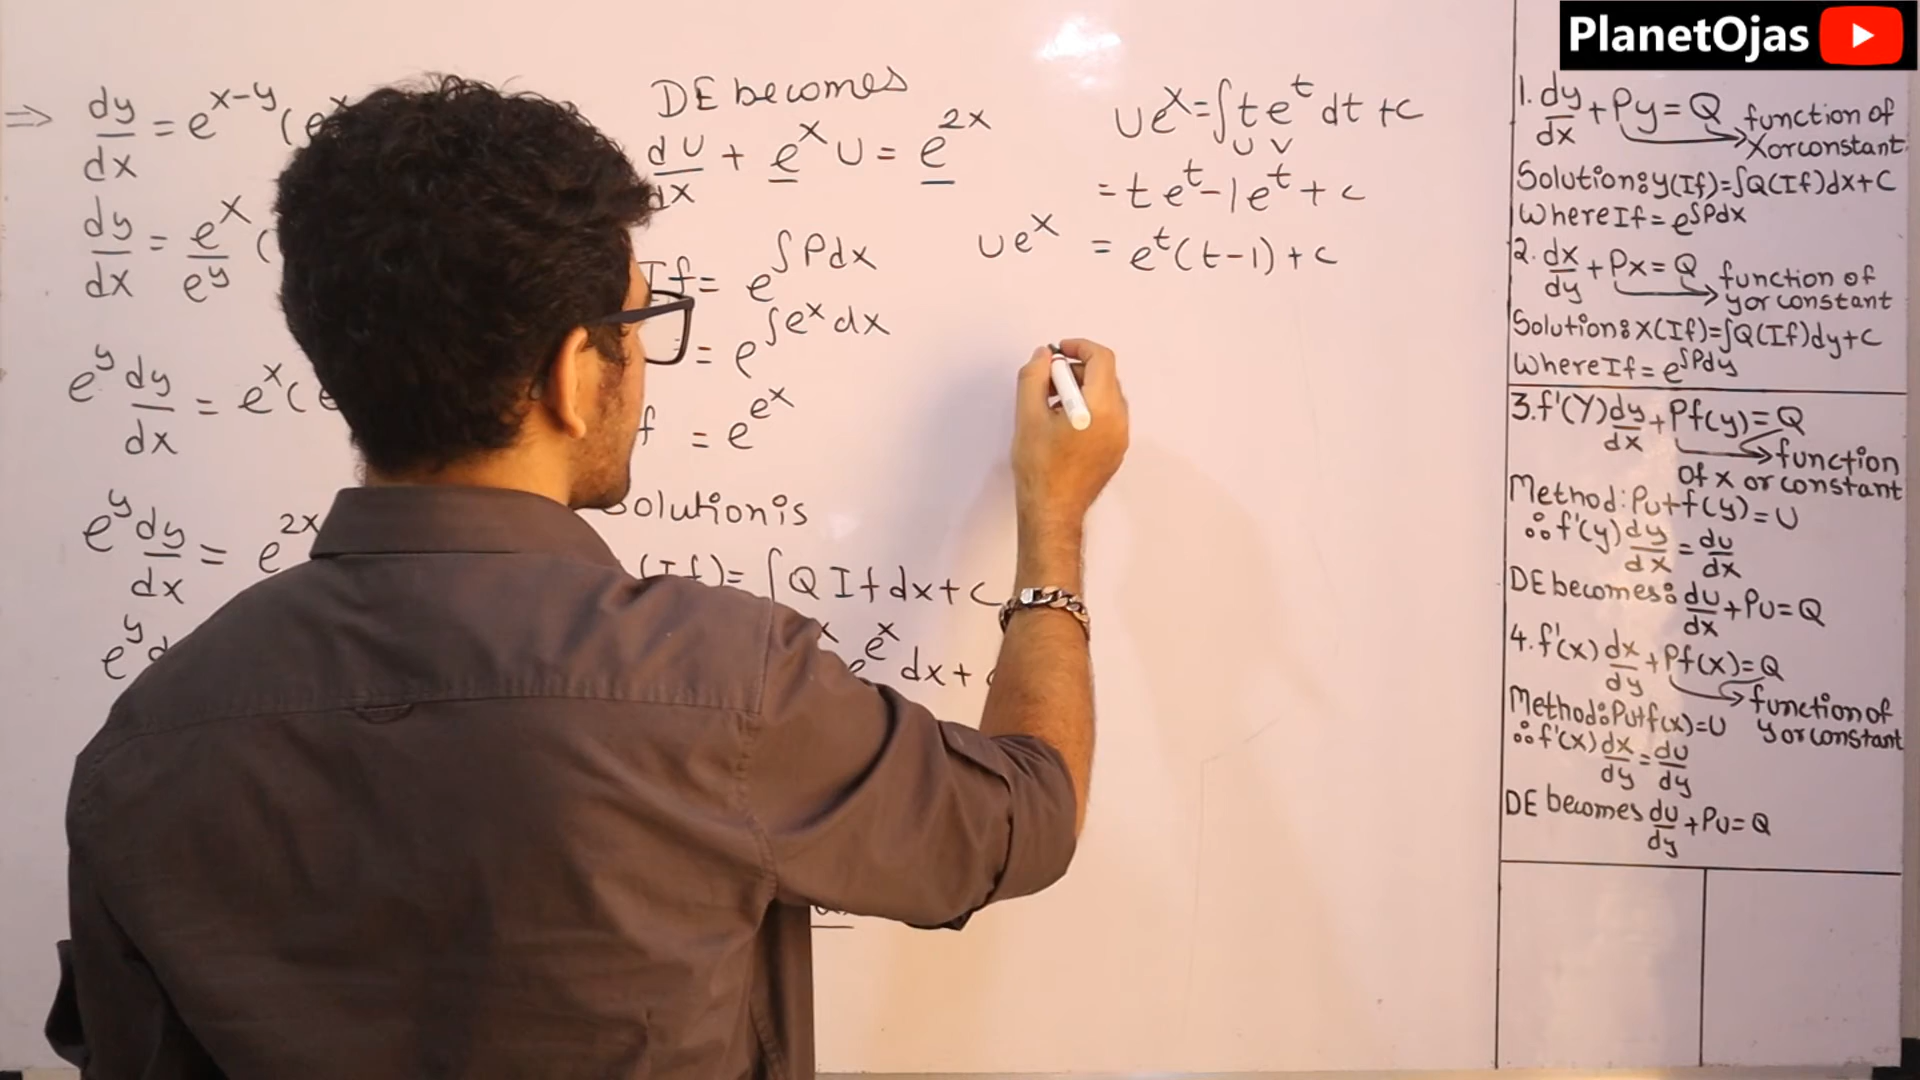 PlanetOjas
⇒ dy/dx = e^(x-y) (e^x
dy/dx = e^x/e^y (
e^y dy/dx = e^x (
e^y dy/dx = e^2x
e^y d
DE becomes
dU/dx + e^x U = e^2x
If = e^∫Pdx
= e^∫e^x dx
f = e^e^x
Solution is
(If) = ∫Q If dx + c
e^e^x dx +
Ue^x = ∫te^t dt + c
U V
= te^t - 1e^t + c
Ue^x = e^t(t-1) + c
1. dy/dx + Py = Q function of
x or constant.
Solution: y(If) = ∫Q(If)dx + C
Where If = e^∫Pdx
2. dx/dy + Px = Q function of
y or constant
Solution: x(If) = ∫Q(If)dy + C
Where If = e^∫Pdy
3. f'(Y) dy/dx + Pf(y) = Q
function
of x or constant
Method: Put f(y) = U
∴ f'(y) dy/dx = du/dx
DE becomes: du/dx + PU = Q
4. f'(x) dx/dy + Pf(x) = Q
function of
y or constant
Method: Put f(x) = U
∴ f'(x) dx/dy = du/dy
DE becomes du/dy + PU = Q